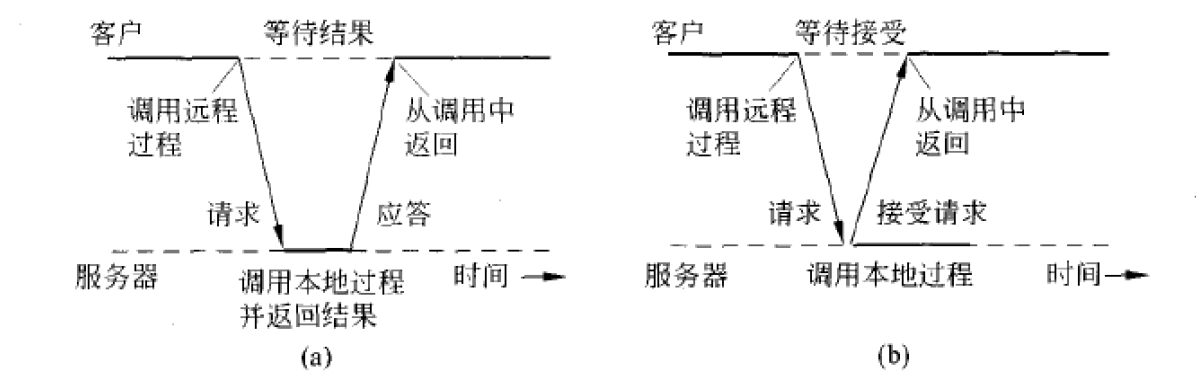 客户 等待结果
调用远程
过程
从调用中
返回
请求 应答
服务器 调用本地过程
并返回结果
时间
(a)
客户 等待接受
调用远程
过程
从调用中
返回
请求 接受请求
服务器 调用本地过程 时间
(b)